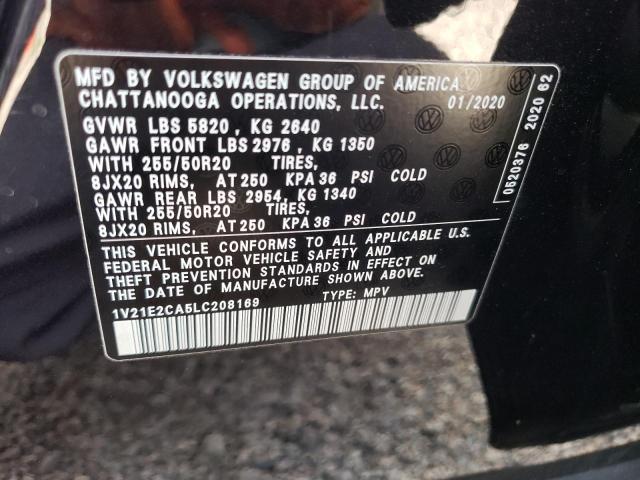 MFD BY VOLKSWAGEN GROUP OF AMERICA
CHATTANOOGA OPERATIONS, LLC. 01/2020
GVWR LBS 5820 , KG 2640
GAWR FRONT LBS 2976 , KG 1350
WITH 255/50R20 TIRES,
8JX20 RIMS, AT 250 KPA 36 PSI COLD
GAWR REAR LBS 2954, KG 1340
WITH 255/50R20 TIRES,
8JX20 RIMS, AT 250 KPA 36 PSI COLD
THIS VEHICLE CONFORMS TO ALL APPLICABLE U.S.
FEDERAL MOTOR VEHICLE SAFETY AND
THEFT PREVENTION STANDARDS IN EFFECT ON
THE DATE OF MANUFACTURE SHOWN ABOVE.
1V21E2CA5LC208169 TYPE: MPV
0520376 2020 62